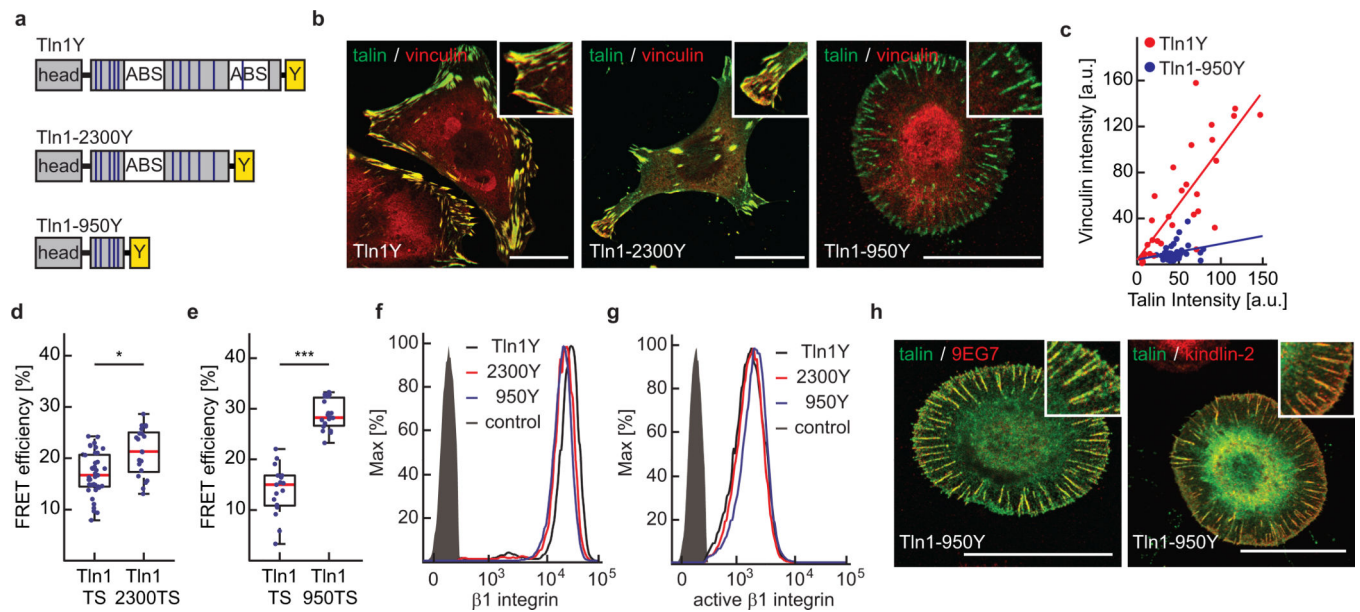 a
Tln1Y
head
ABS
ABS
Y
Tln1-2300Y
head
ABS
Y
Tln1-950Y
head
Y
b
talin / vinculin
Tln1Y
talin / vinculin
Tln1-2300Y
talin / vinculin
Tln1-950Y
c
Tln1Y
Tln1-950Y
Vinculin intensity [a.u.]
160
120
80
40
0 50 100 150
Talin Intensity [a.u.]
d
*
FRET efficiency [%]
40
30
20
10
Tln1 Tln1
TS 2300TS
e
***
FRET efficiency [%]
40
30
20
10
Tln1 Tln1
TS 950TS
f
Tln1Y
2300Y
950Y
control
Max [%]
100
80
60
40
20
0 10³ 10⁴ 10⁵
β1 integrin
g
Tln1Y
2300Y
950Y
control
Max [%]
100
80
60
40
20
0 10³ 10⁴ 10⁵
active β1 integrin
h
talin / 9EG7
Tln1-950Y
talin / kindlin-2
Tln1-950Y